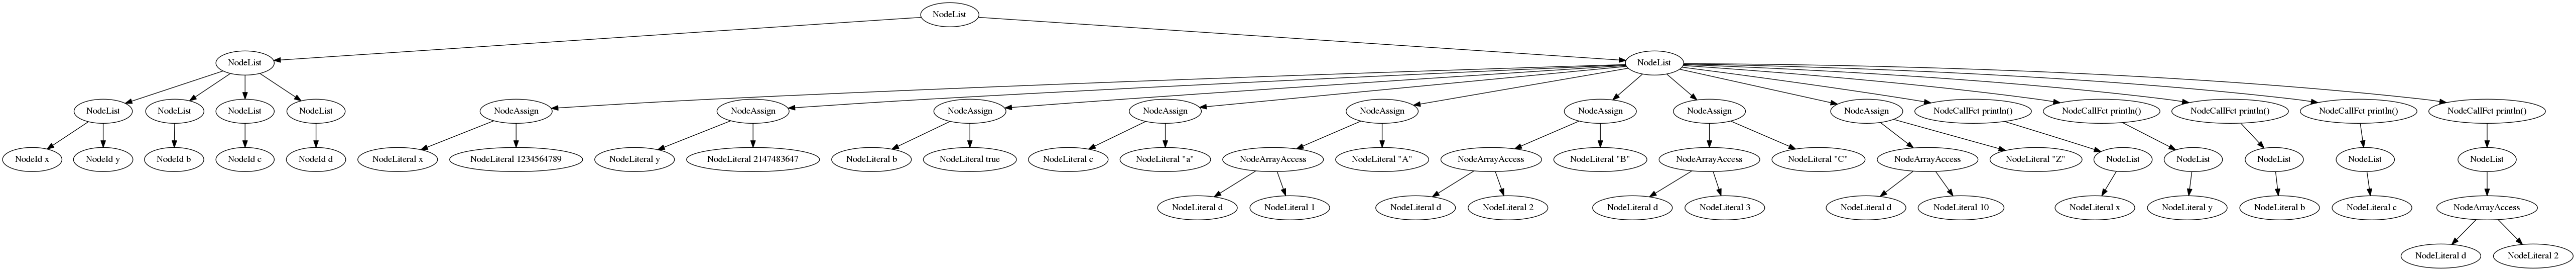 NodeList
NodeList
NodeList
NodeList
NodeList
NodeList
NodeList
NodeAssign
NodeAssign
NodeAssign
NodeAssign
NodeAssign
NodeAssign
NodeAssign
NodeAssign
NodeCallFct println()
NodeCallFct println()
NodeCallFct println()
NodeCallFct println()
NodeCallFct println()
NodeId x
NodeId y
NodeId b
NodeId c
NodeId d
NodeLiteral x
NodeLiteral 1234564789
NodeLiteral y
NodeLiteral 2147483647
NodeLiteral b
NodeLiteral true
NodeLiteral c
NodeLiteral "a"
NodeArrayAccess
NodeLiteral "A"
NodeArrayAccess
NodeLiteral "B"
NodeArrayAccess
NodeLiteral "C"
NodeArrayAccess
NodeLiteral "Z"
NodeList
NodeList
NodeList
NodeList
NodeList
NodeLiteral d
NodeLiteral 1
NodeLiteral d
NodeLiteral 2
NodeLiteral d
NodeLiteral 3
NodeLiteral d
NodeLiteral 10
NodeLiteral x
NodeLiteral y
NodeLiteral b
NodeLiteral c
NodeArrayAccess
NodeLiteral d
NodeLiteral 2